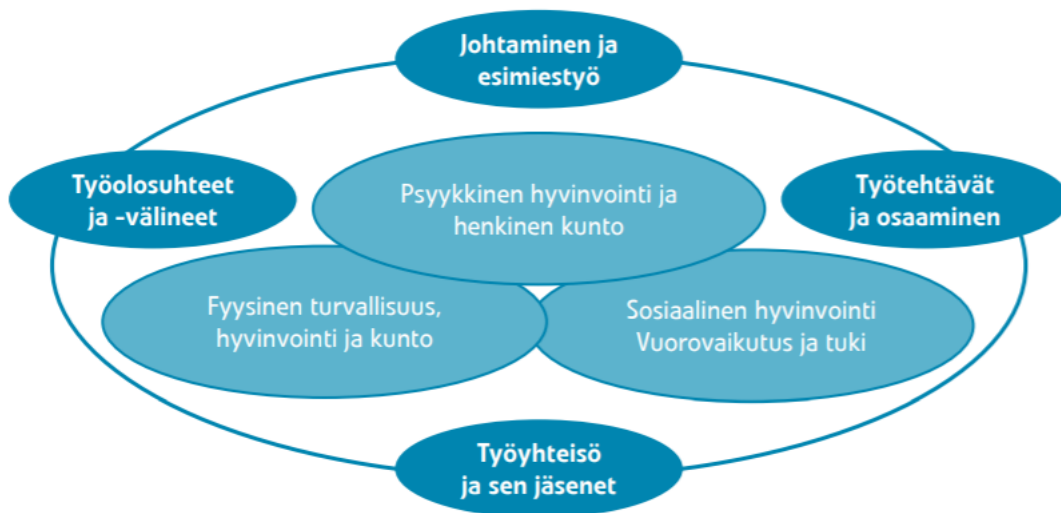 Johtaminen ja
esimiestyö
Työolosuhteet
ja -välineet
Psyykkinen hyvinvointi ja
henkinen kunto
Työtehtävät
ja osaaminen
Fyysinen turvallisuus,
hyvinvointi ja kunto
Sosiaalinen hyvinvointi
Vuorovaikutus ja tuki
Työyhteisö
ja sen jäsenet